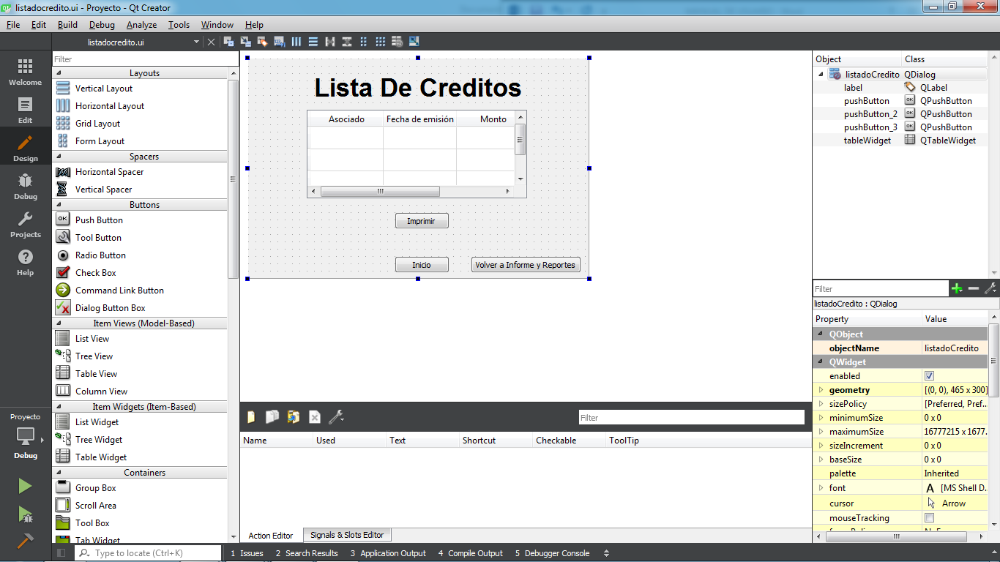 listadocredito.ui - Proyecto - Qt Creator
File Edit Build Debug Analyze Tools Window Help
listadocredito.ui
Welcome
Edit
Design
Debug
Projects
Help
Proyecto
Debug
Filter
Layouts
Vertical Layout
Horizontal Layout
Grid Layout
Form Layout
Spacers
Horizontal Spacer
Vertical Spacer
Buttons
Push Button
Tool Button
Radio Button
Check Box
Command Link Button
Dialog Button Box
Item Views (Model-Based)
List View
Tree View
Table View
Column View
Item Widgets (Item-Based)
List Widget
Tree Widget
Table Widget
Containers
Group Box
Scroll Area
Tool Box
Tab Widget
Lista De Creditos
Asociado Fecha de emisión Monto
Imprimir
Inicio Volver a Informe y Reportes
Filter
Name Used Text Shortcut Checkable ToolTip
Action Editor Signals & Slots Editor
Object Class
listadoCredito QDialog
label QLabel
pushButton QPushButton
pushButton_2 QPushButton
pushButton_3 QPushButton
tableWidget QTableWidget
Filter
listadoCredito : QDialog
Property Value
QObject
objectName listadoCredito
QWidget
enabled
geometry [(0, 0), 465 x 300]
sizePolicy [Preferred, Pref...
minimumSize 0 x 0
maximumSize 16777215 x 1677...
sizeIncrement 0 x 0
baseSize 0 x 0
palette Inherited
font A [MS Shell D...
cursor Arrow
mouseTracking
Type to locate (Ctrl+K) 1 Issues 2 Search Results 3 Application Output 4 Compile Output 5 Debugger Console